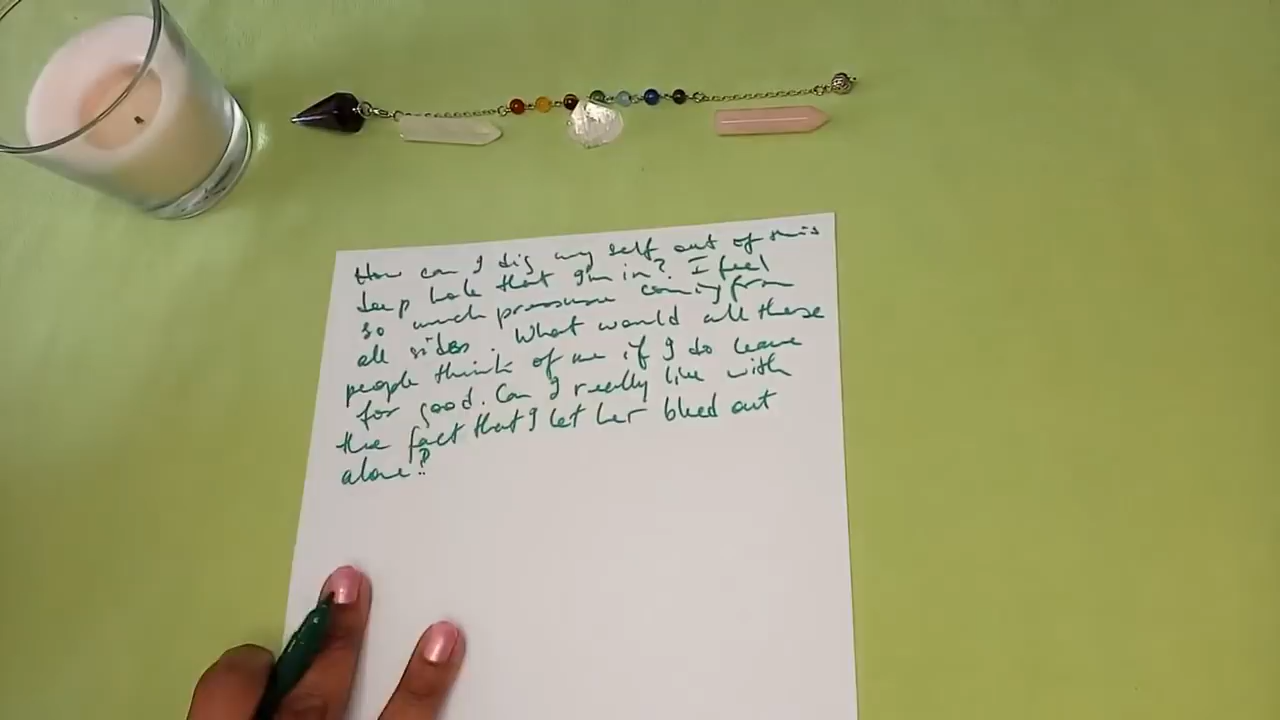 How can I dig my self out of this
deep hole that I'm in? I feel
so much pressure coming from
all sides. What would all these
people think of me if I do leave
for good. Can I really live with
the fact that I let her bleed out
alone?